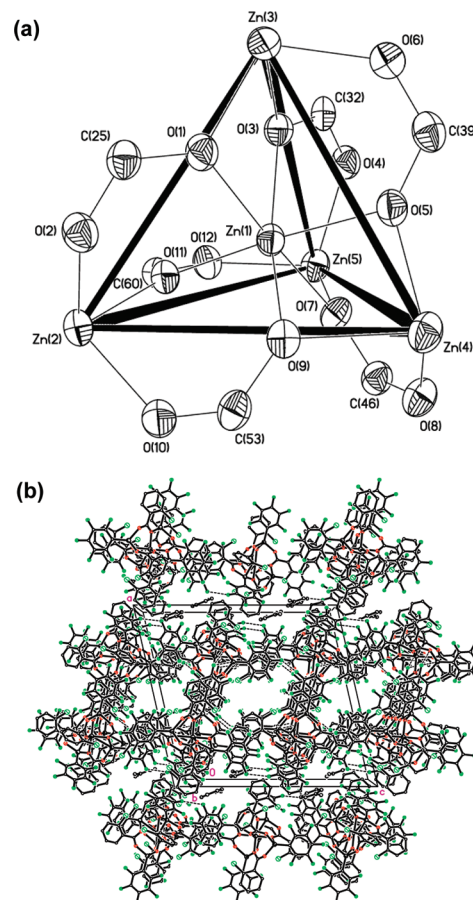 (a)
Zn(3)
O(6)
C(32)
C(25) O(1) O(3) C(39)
O(4)
O(5)
O(2) O(12) Zn(1)
O(11) Zn(5)
C(60) O(7)
Zn(2) Zn(4)
O(9)
C(46) O(8)
O(10) C(53)
(b)
a
0
b c